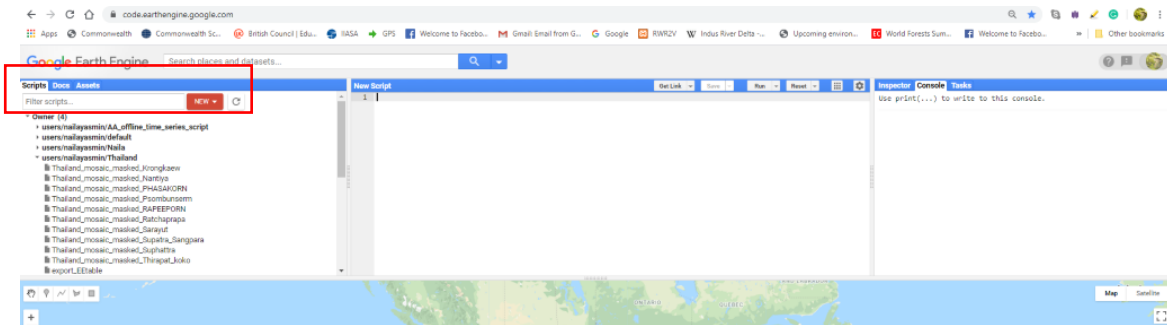 code.earthengine.google.com
Apps Commonwealth Commonwealth Sc... British Council | Edu... IIASA GPS Welcome to Facebo... Gmail: Email from G... Google RWR2V Indus River Delta -... Upcoming environ... World Forests Sum... Welcome to Facebo... » Other bookmarks
Google Earth Engine Search places and datasets...
Scripts Docs Assets New Script Get Link Save Run Reset Inspector Console Tasks
Filter scripts... NEW 1 Use print(...) to write to this console.
Owner (4)
users/nailayasmin/AA_offline_time_series_script
users/nailayasmin/default
users/nailayasmin/Naila
users/nailayasmin/Thailand
Thailand_mosaic_masked_Krongkaew
Thailand_mosaic_masked_Nantiya
Thailand_mosaic_masked_PHASAKORN
Thailand_mosaic_masked_Psombunserm
Thailand_mosaic_masked_RAPEEPORN
Thailand_mosaic_masked_Ratchaprapa
Thailand_mosaic_masked_Sarayut
Thailand_mosaic_masked_Supatra_Sangpara
Thailand_mosaic_masked_Suphattra
Thailand_mosaic_masked_Thirapat_koko
export_EEtable
ONTARIO QUEBEC Map Satellite
+